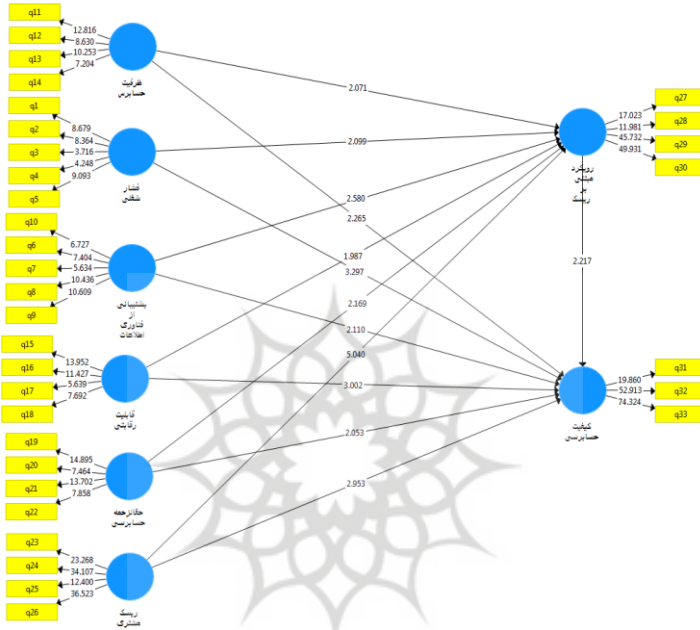 q11
q12
q13
q14
12.816
8.630
10.253
7.204
ظرفیت
حسابرس
q1
q2
q3
q4
q5
8.679
8.364
3.716
4.248
9.093
فشار
شغلی
q10
q6
q7
q8
q9
6.727
7.404
5.634
10.436
10.609
پشتیبانی
از
فناوری
اطلاعات
q15
q16
q17
q18
13.952
11.427
5.639
7.692
قابلیت
رقابتی
q19
q20
q21
q22
14.895
7.464
13.702
7.858
حسابرسی
q23
q24
q25
q26
23.268
34.107
12.400
36.523
ریسک
مشتری
2.071
2.099
2.580
2.265
1.987
3.297
2.169
2.110
5.040
3.002
2.053
2.953
2.217
رویکرد
مبتنی
بر
ریسک
17.023
11.981
45.732
49.931
q27
q28
q29
q30
کیفیت
حسابرسی
19.860
52.913
74.324
q31
q32
q33